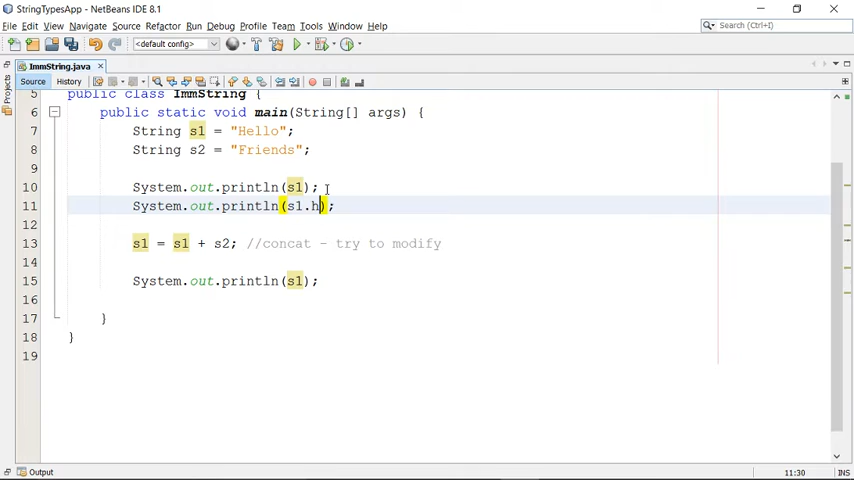 StringTypesApp - NetBeans IDE 8.1
File Edit View Navigate Source Refactor Run Debug Profile Team Tools Window Help
Search (Ctrl+I)
<default config>
ImmString.java
Source History
Projects
5 public class ImmString {
6 public static void main(String[] args) {
7 String s1 = "Hello";
8 String s2 = "Friends";
9
10 System.out.println(s1);
11 System.out.println(s1.h);
12
13 s1 = s1 + s2; //concat - try to modify
14
15 System.out.println(s1);
16
17 }
18 }
19
Output
11:30 INS